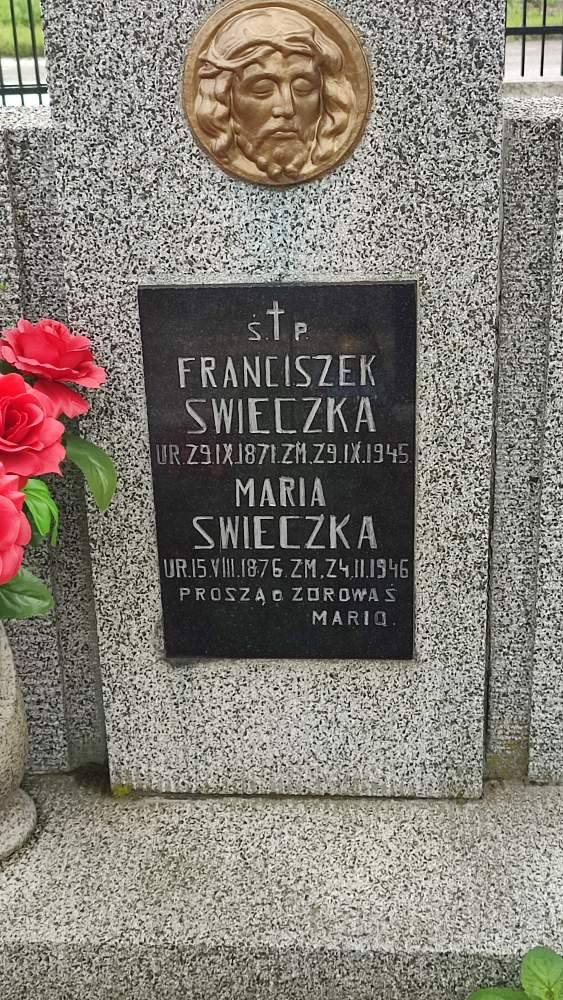 Ś.†P.
FRANCISZEK
SWIECZKA
UR.29.IX.1871.ZM.29.IX.1945.
MARIA
SWIECZKA
UR.15.VIII.1876.ZM.24.II.1946
PROSZĄ O ZDROWAŚ
MARIO.